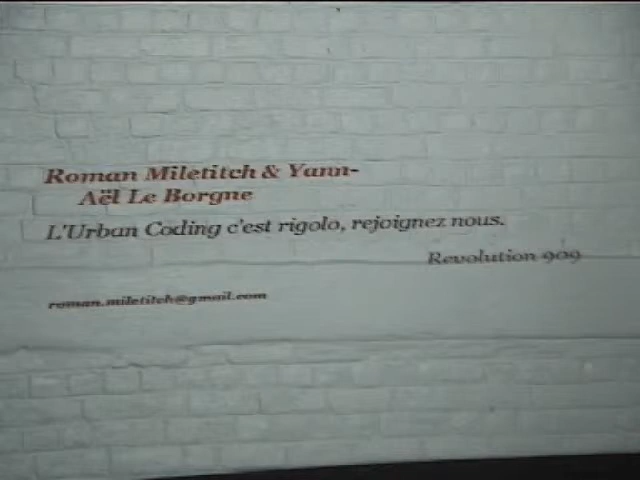 Roman Miletitch & Yann-
Aël Le Borgne
L'Urban Coding c'est rigolo, rejoignez nous.
Revolution 909
roman.miletitch@gmail.com